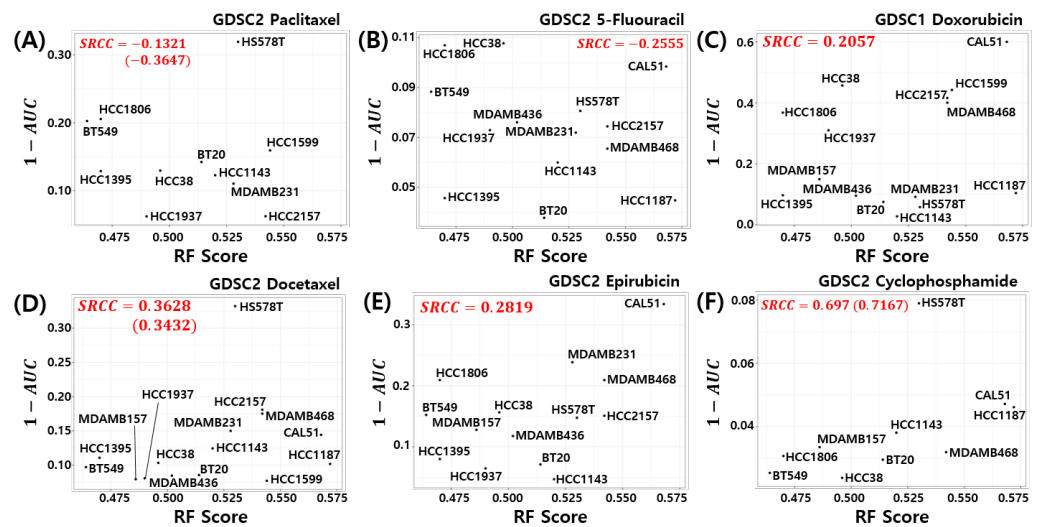 GDSC2 Paclitaxel
(A)
SRCC = −0.1321
(−0.3647)
HS578T
0.30
0.20
0.10
1 − AUC
HCC1806
BT549
HCC1599
BT20
HCC1395
HCC38
HCC1143
MDAMB231
HCC1937
HCC2157
0.475
0.500
0.525
0.550
0.575
RF Score
GDSC2 5-Fluouracil
(B)
SRCC = −0.2555
0.11
0.09
0.07
0.05
1 − AUC
HCC38
HCC1806
CAL51
BT549
HS578T
MDAMB436
HCC2157
HCC1937
MDAMB231
MDAMB468
HCC1143
HCC1395
HCC1187
BT20
0.475
0.500
0.525
0.550
0.575
RF Score
GDSC1 Doxorubicin
(C)
SRCC = 0.2057
0.6
0.4
0.2
0.0
1 − AUC
CAL51
HCC38
HCC1599
HCC2157
HCC1806
MDAMB468
HCC1937
MDAMB157
MDAMB436
MDAMB231
HCC1187
HCC1395
BT20
HS578T
HCC1143
0.475
0.500
0.525
0.550
0.575
RF Score
GDSC2 Docetaxel
(D)
SRCC = 0.3628
(0.3432)
HS578T
0.30
0.25
0.20
0.15
0.10
1 − AUC
HCC1937
HCC2157
MDAMB157
MDAMB231
MDAMB468
CAL51
HCC1395
HCC1143
HCC38
HCC1187
BT549
BT20
MDAMB436
HCC1599
0.475
0.500
0.525
0.550
0.575
RF Score
GDSC2 Epirubicin
(E)
SRCC = 0.2819
CAL51
0.3
0.2
0.1
1 − AUC
MDAMB231
HCC1806
MDAMB468
BT549
HCC38
HS578T
HCC2157
MDAMB157
MDAMB436
HCC1395
BT20
HCC1937
HCC1143
0.475
0.500
0.525
0.550
0.575
RF Score
GDSC2 Cyclophosphamide
(F)
SRCC = 0.697 (0.7167)
HS578T
0.08
0.06
0.04
1 − AUC
CAL51
HCC1187
HCC1143
MDAMB157
HCC1806
BT20
MDAMB468
BT549
HCC38
0.475
0.500
0.525
0.550
0.575
RF Score